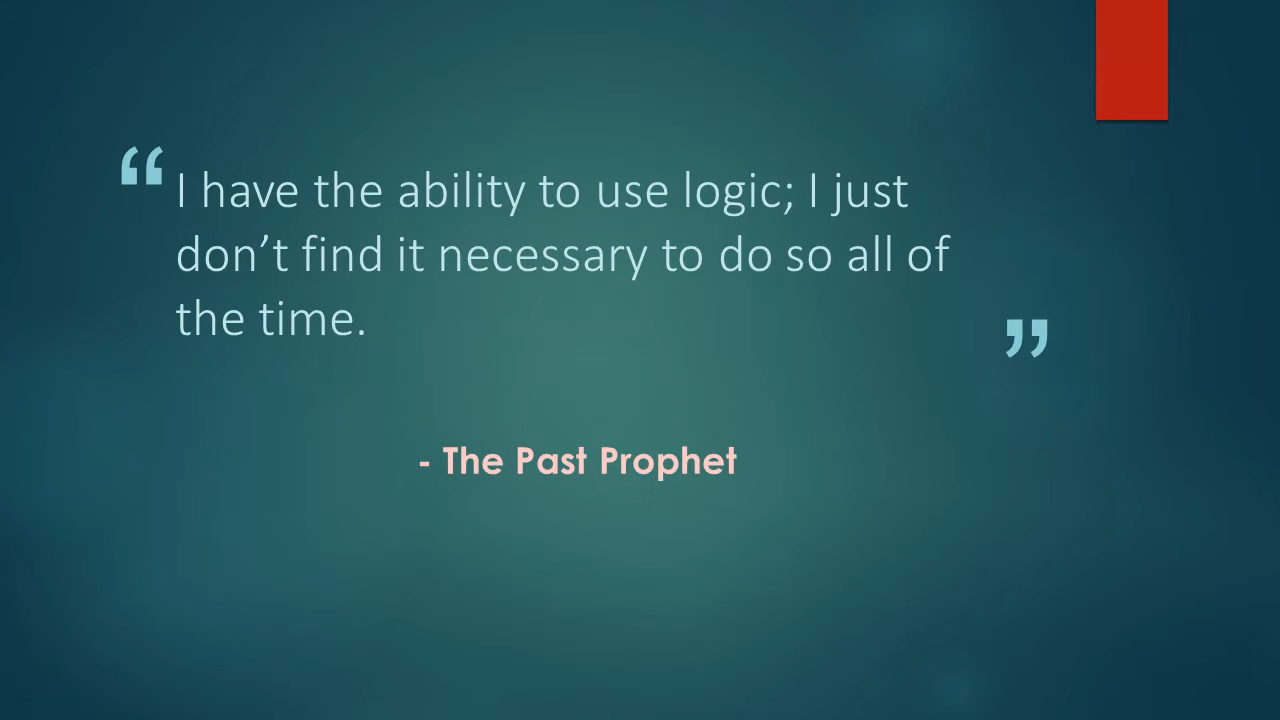 “I have the ability to use logic; I just
don’t find it necessary to do so all of
the time.
”
- The Past Prophet